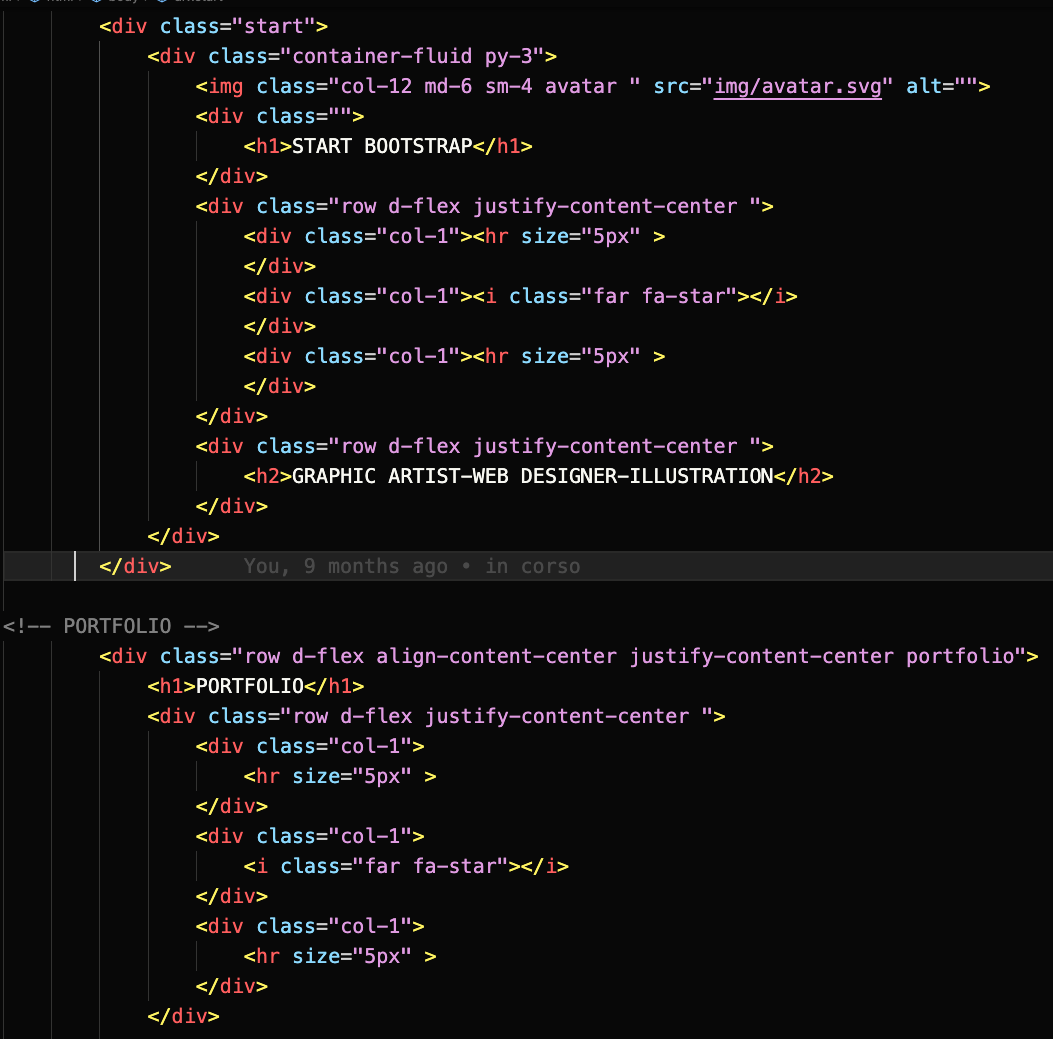 <div class="start">
<div class="container-fluid py-3">
<img class="col-12 md-6 sm-4 avatar " src="img/avatar.svg" alt="">
<div class="">
<h1>START BOOTSTRAP</h1>
</div>
<div class="row d-flex justify-content-center ">
<div class="col-1"><hr size="5px" >
</div>
<div class="col-1"><i class="far fa-star"></i>
</div>
<div class="col-1"><hr size="5px" >
</div>
</div>
<div class="row d-flex justify-content-center ">
<h2>GRAPHIC ARTIST-WEB DESIGNER-ILLUSTRATION</h2>
</div>
</div>
</div> You, 9 months ago • in corso
<!-- PORTFOLIO -->
<div class="row d-flex align-content-center justify-content-center portfolio">
<h1>PORTFOLIO</h1>
<div class="row d-flex justify-content-center ">
<div class="col-1">
<hr size="5px" >
</div>
<div class="col-1">
<i class="far fa-star"></i>
</div>
<div class="col-1">
<hr size="5px" >
</div>
</div>